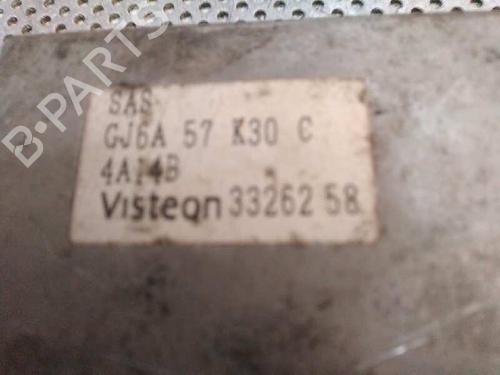 B-PARTS
SAS
GJ6A 57 K30 C
4A14B
Visteon 33262 58